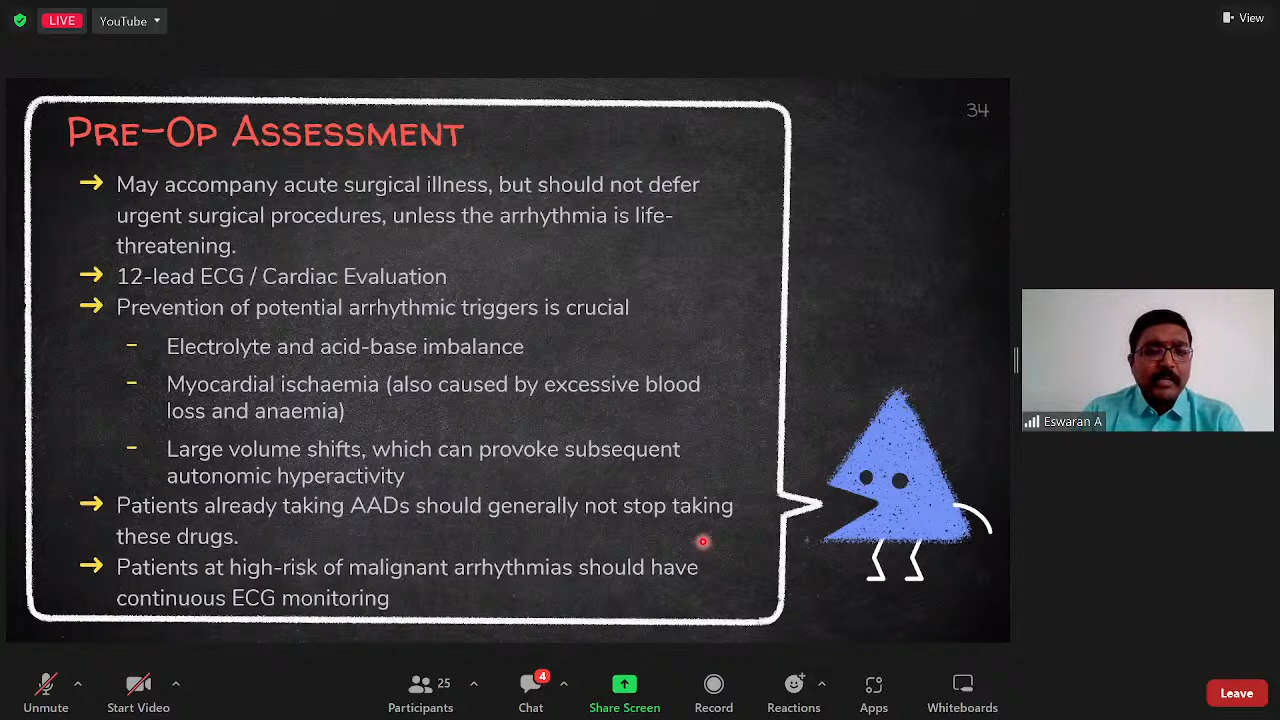 LIVE
YouTube
View
34
PRE-OP ASSESSMENT
→ May accompany acute surgical illness, but should not defer
urgent surgical procedures, unless the arrhythmia is life-
threatening.
→ 12-lead ECG / Cardiac Evaluation
→ Prevention of potential arrhythmic triggers is crucial
- Electrolyte and acid-base imbalance
- Myocardial ischaemia (also caused by excessive blood
loss and anaemia)
- Large volume shifts, which can provoke subsequent
autonomic hyperactivity
→ Patients already taking AADs should generally not stop taking
these drugs.
→ Patients at high-risk of malignant arrhythmias should have
continuous ECG monitoring
Eswaran A
Unmute
Start Video
25
Participants
4
Chat
Share Screen
Record
Reactions
Apps
Whiteboards
Leave